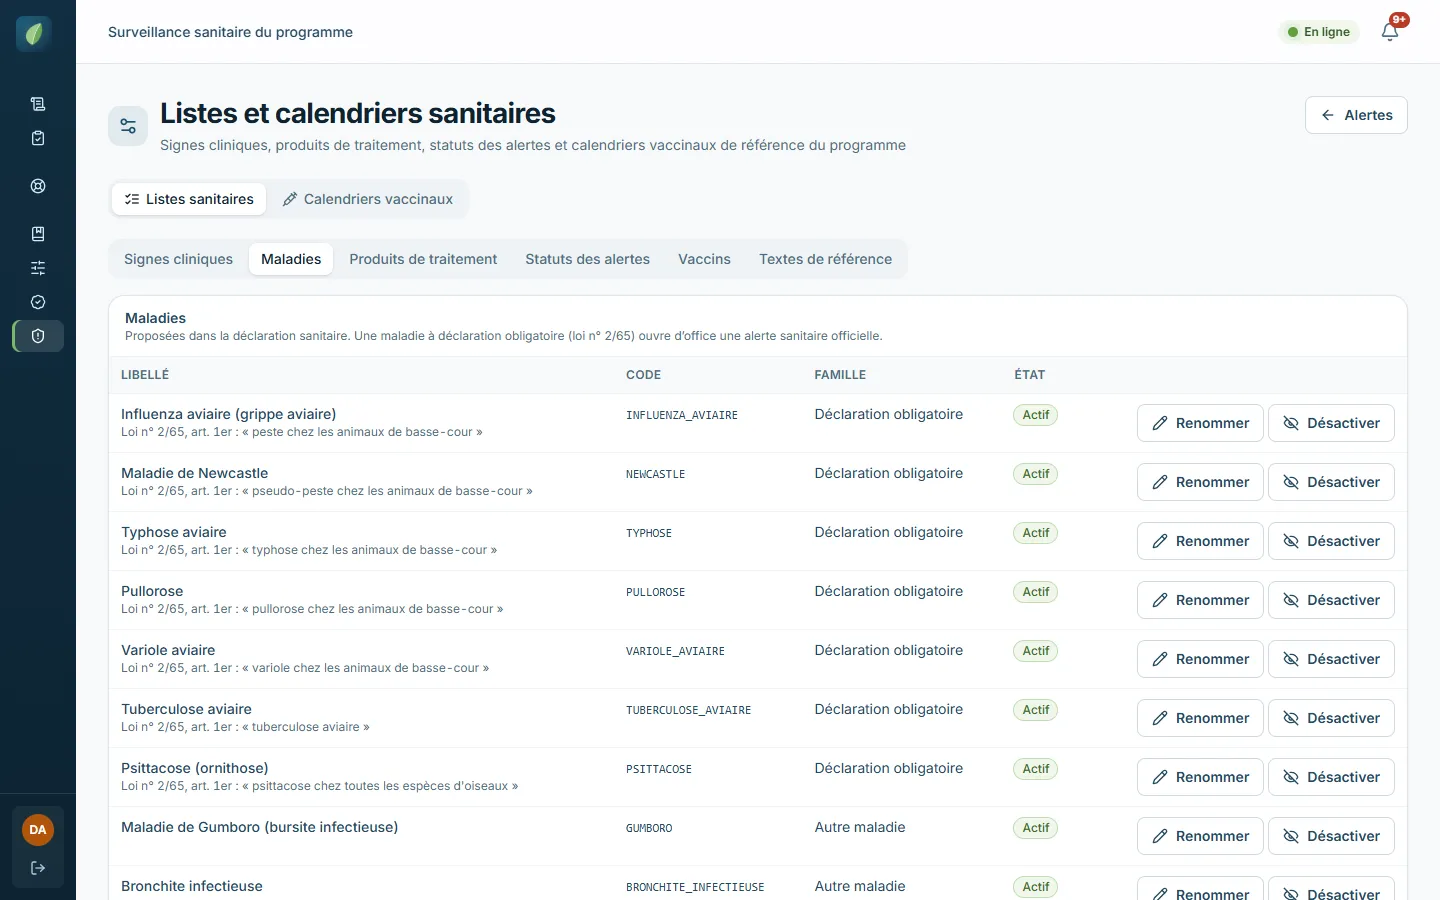 Surveillance sanitaire du programme
En ligne
9+
Listes et calendriers sanitaires
Signes cliniques, produits de traitement, statuts des alertes et calendriers vaccinaux de référence du programme
Alertes
Listes sanitaires
Calendriers vaccinaux
Signes cliniques
Maladies
Produits de traitement
Statuts des alertes
Vaccins
Textes de référence
Maladies
Proposées dans la déclaration sanitaire. Une maladie à déclaration obligatoire (loi n° 2/65) ouvre d’office une alerte sanitaire officielle.
LIBELLÉ CODE FAMILLE ÉTAT
Influenza aviaire (grippe aviaire) INFLUENZA_AVIAIRE Déclaration obligatoire Actif Renommer Désactiver
Loi n° 2/65, art. 1er : « peste chez les animaux de basse-cour »
Maladie de Newcastle NEWCASTLE Déclaration obligatoire Actif Renommer Désactiver
Loi n° 2/65, art. 1er : « pseudo-peste chez les animaux de basse-cour »
Typhose aviaire TYPHOSE Déclaration obligatoire Actif Renommer Désactiver
Loi n° 2/65, art. 1er : « typhose chez les animaux de basse-cour »
Pullorose PULLOROSE Déclaration obligatoire Actif Renommer Désactiver
Loi n° 2/65, art. 1er : « pullorose chez les animaux de basse-cour »
Variole aviaire VARIOLE_AVIAIRE Déclaration obligatoire Actif Renommer Désactiver
Loi n° 2/65, art. 1er : « variole chez les animaux de basse-cour »
Tuberculose aviaire TUBERCULOSE_AVIAIRE Déclaration obligatoire Actif Renommer Désactiver
Loi n° 2/65, art. 1er : « tuberculose aviaire »
Psittacose (ornithose) PSITTACOSE Déclaration obligatoire Actif Renommer Désactiver
Loi n° 2/65, art. 1er : « psittacose chez toutes les espèces d'oiseaux »
Maladie de Gumboro (bursite infectieuse) GUMBORO Autre maladie Actif Renommer Désactiver
Bronchite infectieuse BRONCHITE_INFECTIEUSE Autre maladie Actif Renommer Désactiver
DA